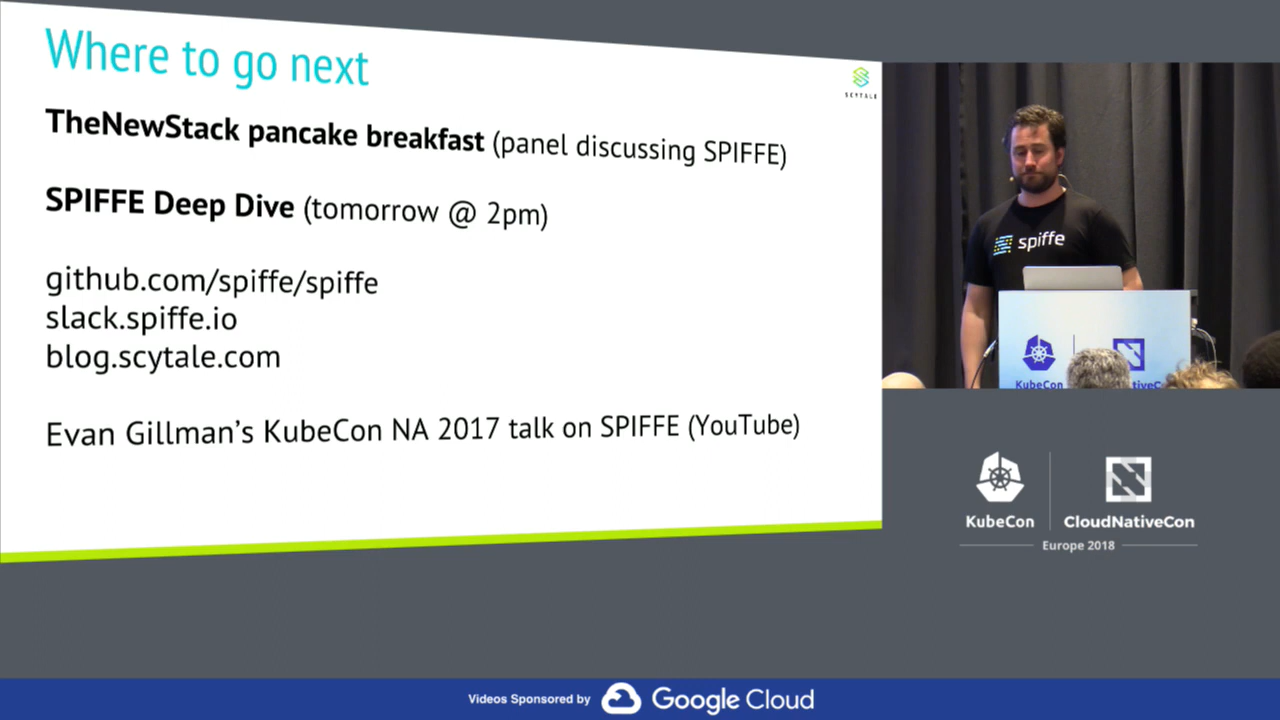 Where to go next
SCYTALE
TheNewStack pancake breakfast (panel discussing SPIFFE)
SPIFFE Deep Dive (tomorrow @ 2pm)
github.com/spiffe/spiffe
slack.spiffe.io
blog.scytale.com
Evan Gillman’s KubeCon NA 2017 talk on SPIFFE (YouTube)
spiffe
KubeCon
KubeCon
CloudNativeCon
Europe 2018
Videos Sponsored by Google Cloud